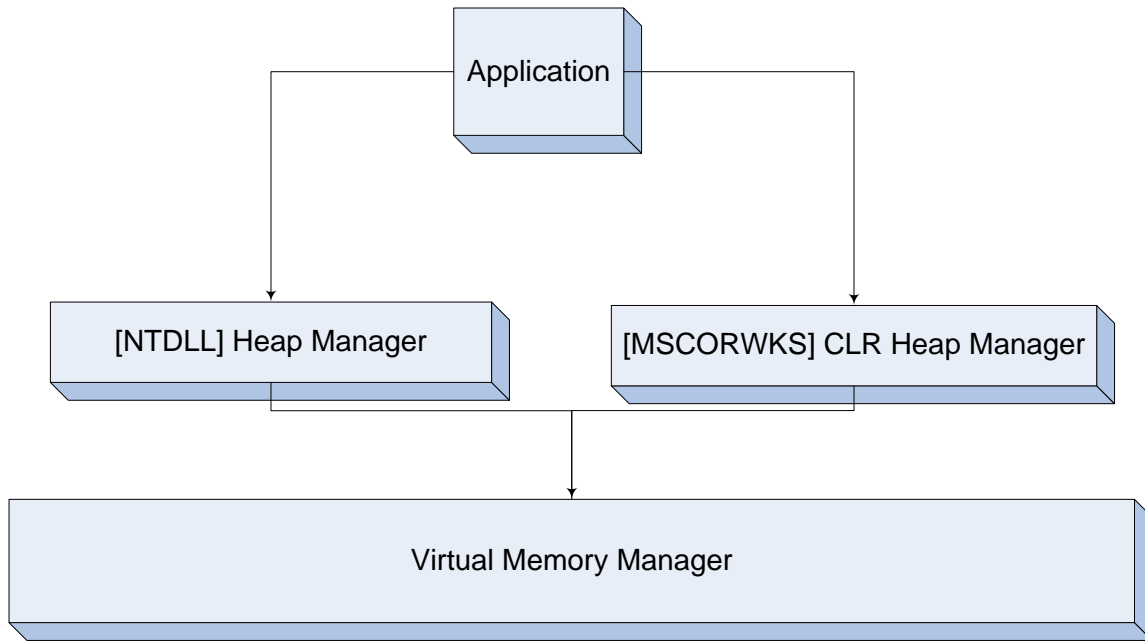 Application
[NTDLL] Heap Manager
[MSCORWKS] CLR Heap Manager
Virtual Memory Manager